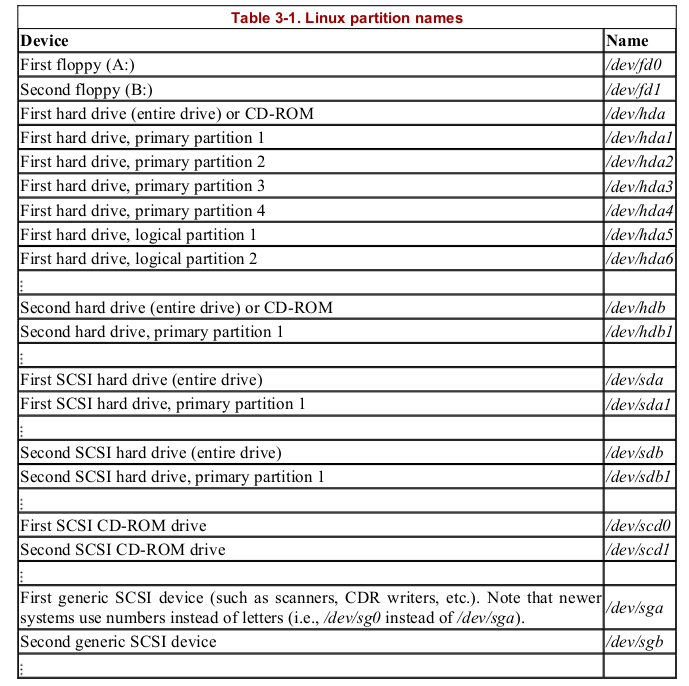 Table 3-1. Linux partition names
Device Name
First floppy (A:) /dev/fd0
Second floppy (B:) /dev/fd1
First hard drive (entire drive) or CD-ROM /dev/hda
First hard drive, primary partition 1 /dev/hda1
First hard drive, primary partition 2 /dev/hda2
First hard drive, primary partition 3 /dev/hda3
First hard drive, primary partition 4 /dev/hda4
First hard drive, logical partition 1 /dev/hda5
First hard drive, logical partition 2 /dev/hda6
⋮
Second hard drive (entire drive) or CD-ROM /dev/hdb
Second hard drive, primary partition 1 /dev/hdb1
⋮
First SCSI hard drive (entire drive) /dev/sda
First SCSI hard drive, primary partition 1 /dev/sda1
⋮
Second SCSI hard drive (entire drive) /dev/sdb
Second SCSI hard drive, primary partition 1 /dev/sdb1
⋮
First SCSI CD-ROM drive /dev/scd0
Second SCSI CD-ROM drive /dev/scd1
⋮
First generic SCSI device (such as scanners, CDR writers, etc.). Note that newer
systems use numbers instead of letters (i.e., /dev/sg0 instead of /dev/sga). /dev/sga
Second generic SCSI device /dev/sgb
⋮